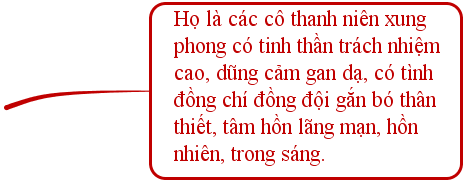 Họ là các cô thanh niên xung
phong có tinh thần trách nhiệm
cao, dũng cảm gan dạ, có tình
đồng chí đồng đội gắn bó thân
thiết, tâm hồn lãng mạn, hồn
nhiên, trong sáng.